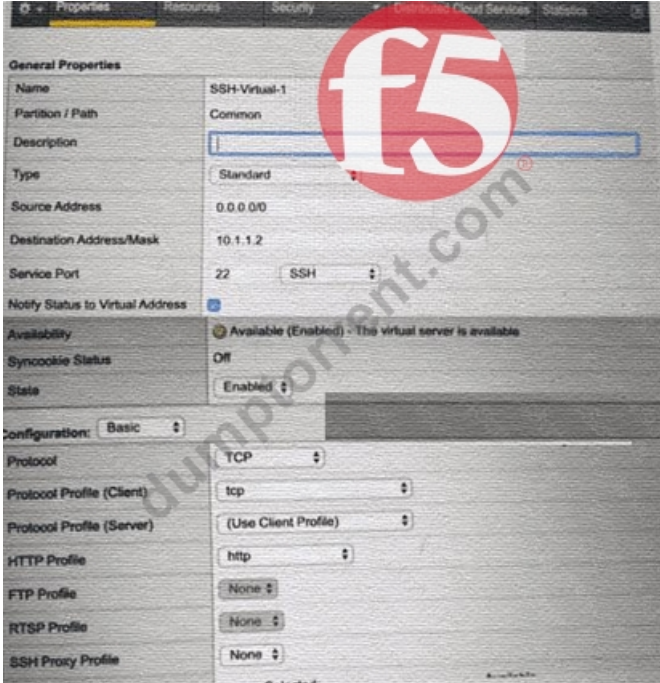 Properties Resources Security Distributed Cloud Services Statistics
f5
®
General Properties
Name SSH-Virtual-1
Partition / Path Common
Description
Type Standard
Source Address 0.0.0.0/0
Destination Address/Mask 10.1.1.2
Service Port 22 SSH
Notify Status to Virtual Address
Availability Available (Enabled) - The virtual server is available
Syncookie Status Off
State Enabled
Configuration: Basic
Protocol TCP
Protocol Profile (Client) tcp
Protocol Profile (Server) (Use Client Profile)
HTTP Profile http
FTP Profile None
RTSP Profile None
SSH Proxy Profile None
dumptorrent.com